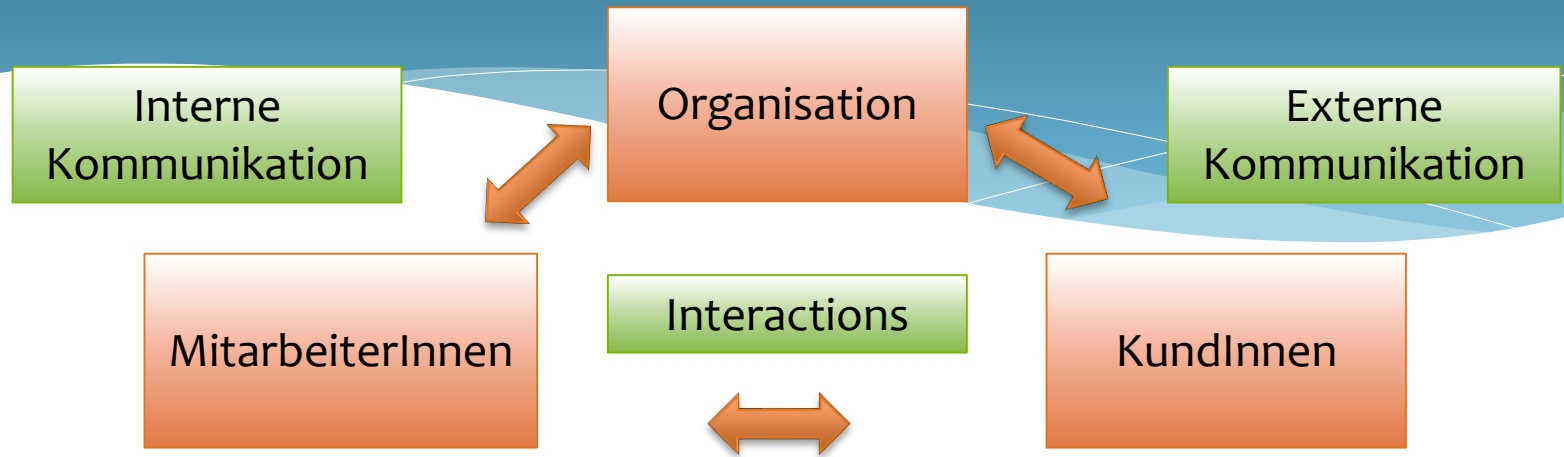 Interne
Kommunikation
Organisation
Externe
Kommunikation
MitarbeiterInnen
Interactions
KundInnen